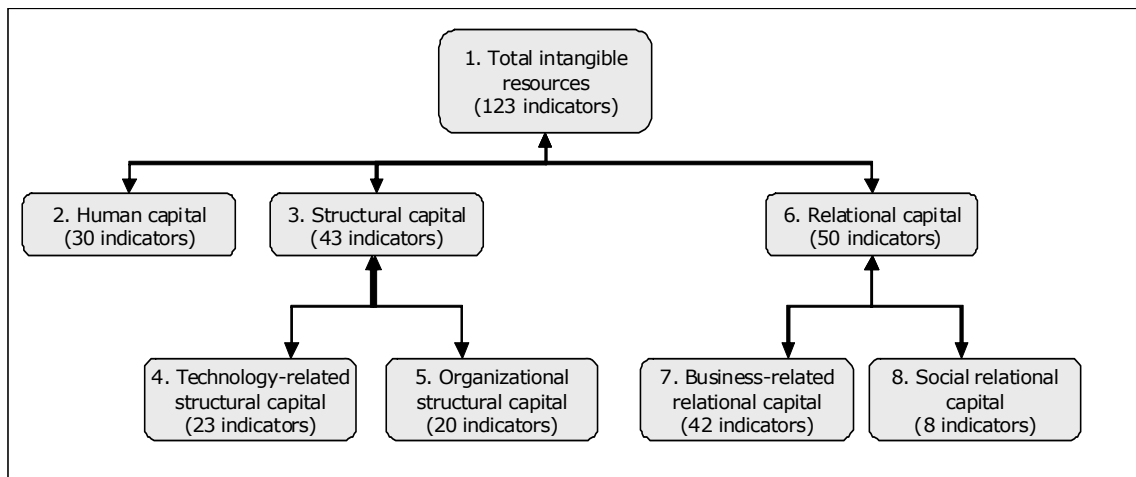 1. Total intangible
resources
(123 indicators)
2. Human capital
(30 indicators)
3. Structural capital
(43 indicators)
6. Relational capital
(50 indicators)
4. Technology-related
structural capital
(23 indicators)
5. Organizational
structural capital
(20 indicators)
7. Business-related
relational capital
(42 indicators)
8. Social relational
capital
(8 indicators)